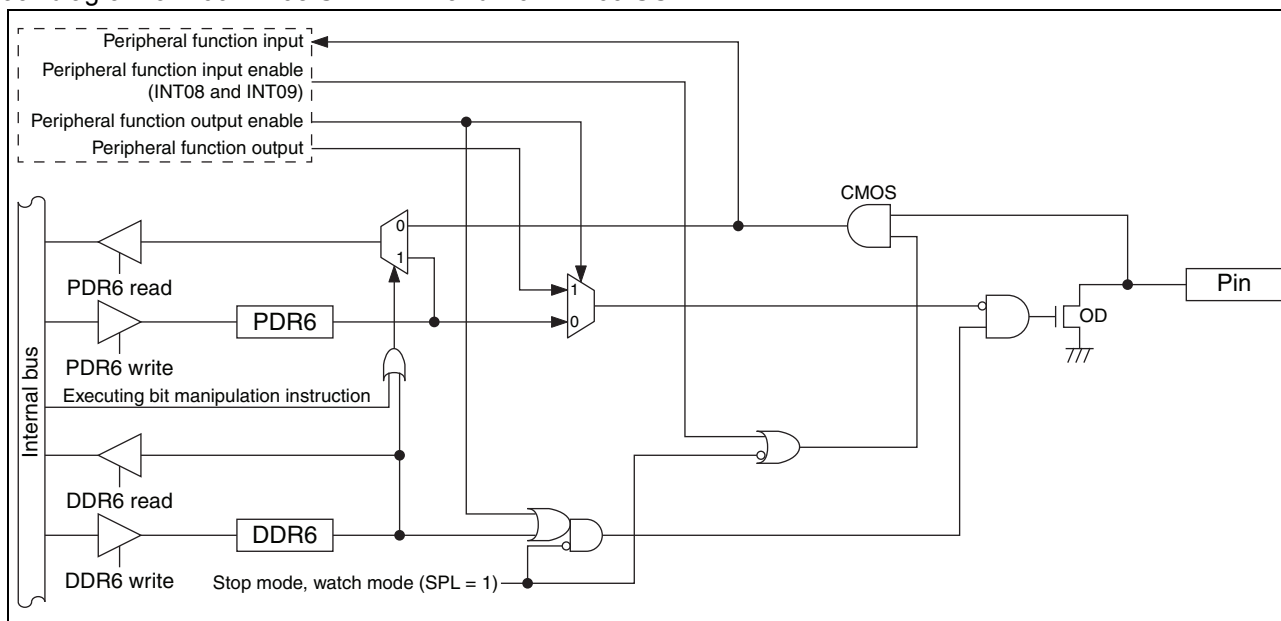 Peripheral function input
Peripheral function input enable
(INT08 and INT09)
Peripheral function output enable
Peripheral function output
CMOS
0
1
PDR6 read
1
0
Pin
OD
PDR6
PDR6 write
Executing bit manipulation instruction
Internal bus
DDR6 read
DDR6
DDR6 write
Stop mode, watch mode (SPL = 1)